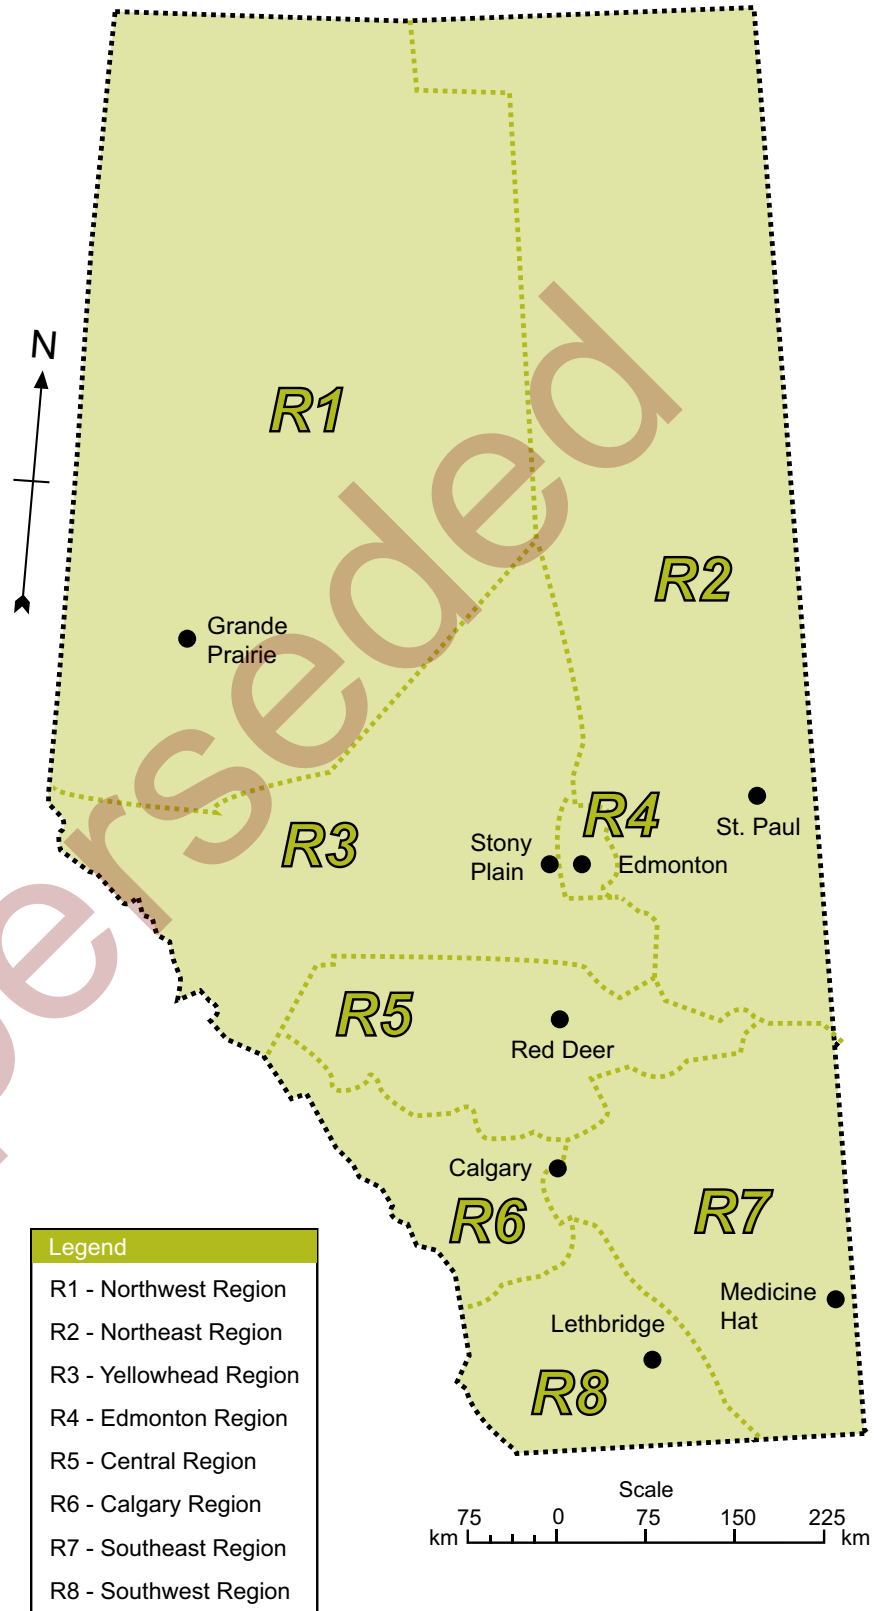 N
R1
R2
Grande
Prairie
R3
R4
St. Paul
Stony
Plain
Edmonton
R5
Red Deer
Calgary
R6
R7
Medicine
Hat
Lethbridge
R8
Legend
R1 - Northwest Region
R2 - Northeast Region
R3 - Yellowhead Region
R4 - Edmonton Region
R5 - Central Region
R6 - Calgary Region
R7 - Southeast Region
R8 - Southwest Region
Scale
75 0 75 150 225
km km
perseded